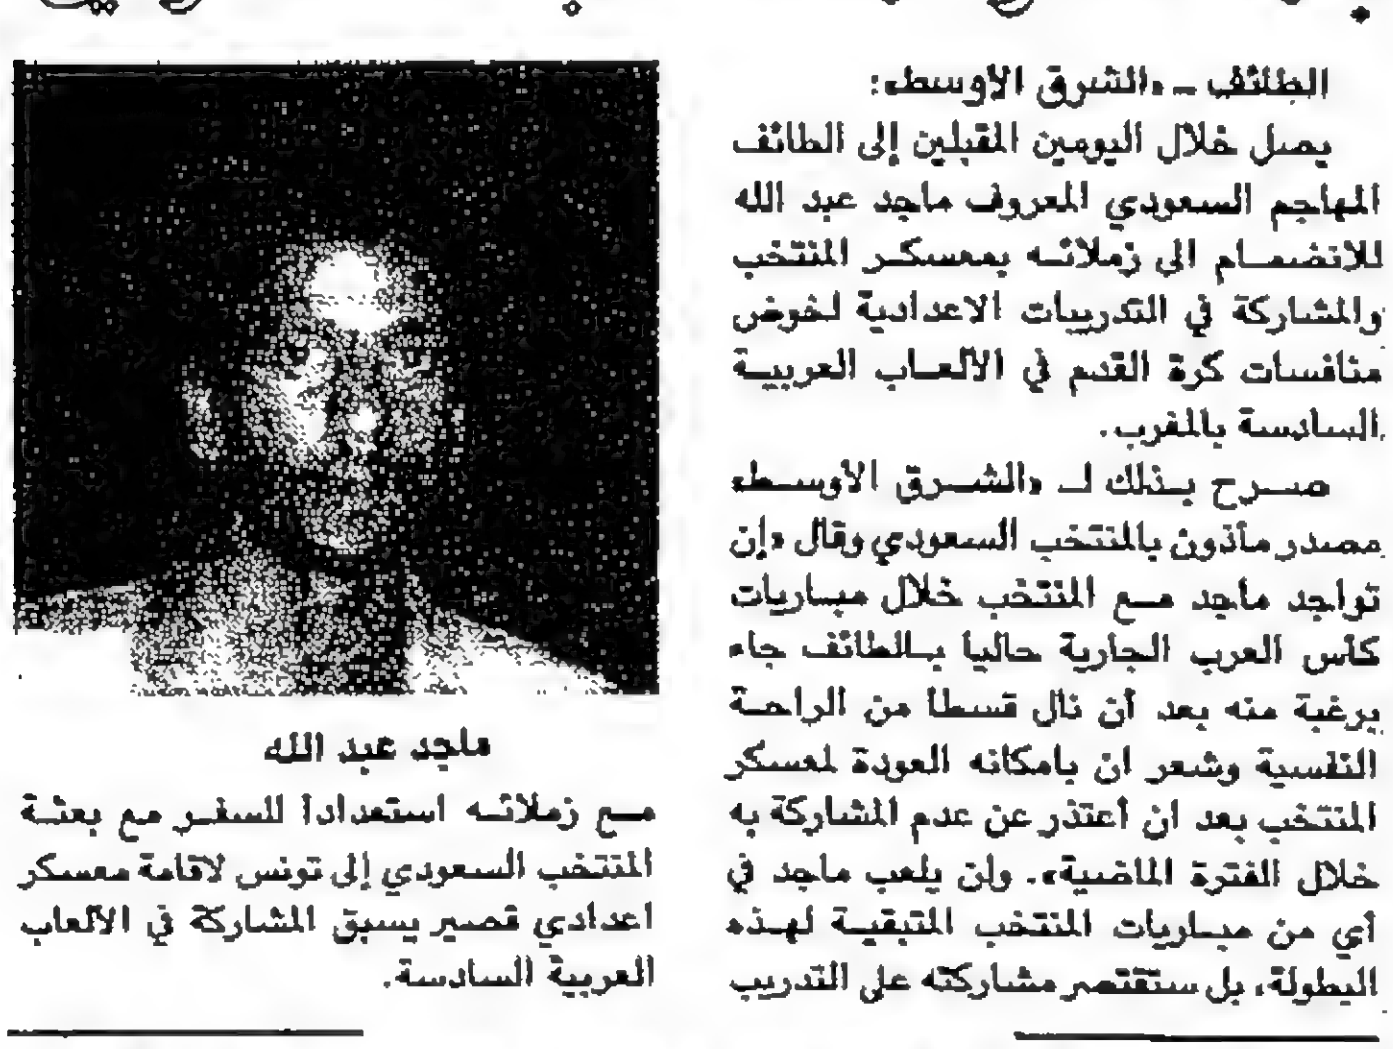 الطائف ــ «الشرق الأوسط»:
يصل خلال اليومين المقبلين إلى الطائف
المهاجم السعودي المعروف ماجد عبد الله
للانضمام الى زملائه بمعسكر المنتخب
والمشاركة في التدريبات الاعدادية لخوض
منافسات كرة القدم في الألعاب العربية
السادسة بالمغرب.
صرح بذلك لـ «الشرق الأوسط»
مصدر مأذون بالمنتخب السعودي وقال «إن
تواجد ماجد مع المنتخب خلال مباريات
كأس العرب الجارية حاليا بالطائف جاء
برغبة منه بعد أن نال قسطا من الراحة
النفسية وشعر ان بامكانه العودة لمعسكر
المنتخب بعد ان أعتذر عن عدم المشاركة به
خلال الفترة الماضية». ولن يلعب ماجد في
أي من مباريات المنتخب المتبقية لهذه
البطولة، بل ستقتصر مشاركته على التدريب
ماجد عبد الله
مع زملائه استعدادا للسفر مع بعثة
المنتخب السعودي إلى تونس لاقامة معسكر
اعدادي قصير يسبق المشاركة في الألعاب
العربية السادسة.